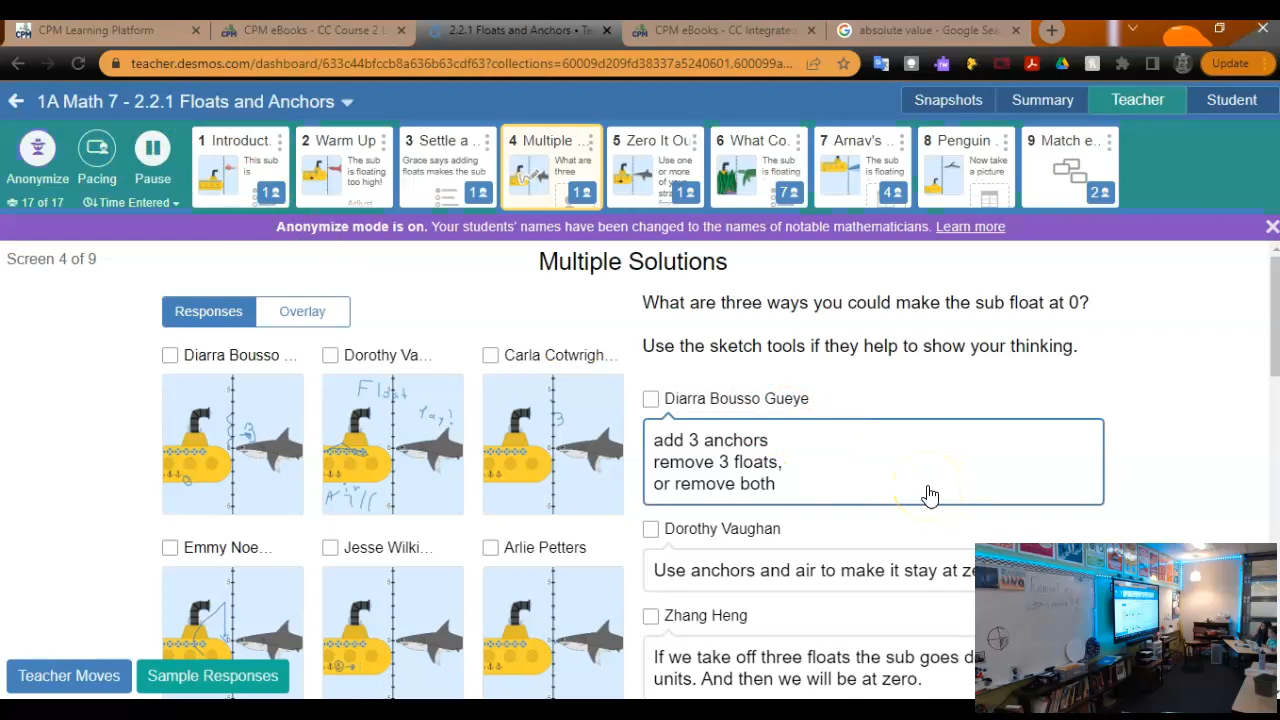 CPM Learning Platform
CPM eBooks - CC Course 2 L
2.2.1 Floats and Anchors • Te
CPM eBooks - CC Integrate
absolute value - Google Sea
teacher.desmos.com/dashboard/633c44bfccb8a636b63cdf63?collections=60009d209fd38337a5240601,600099a...
Update
1A Math 7 - 2.2.1 Floats and Anchors
Snapshots
Summary
Teacher
Student
Anonymize
Pacing
Pause
17 of 17
Time Entered
1 Introduct.
This sub is
1
2 Warm Up
The sub is floating too high!
1
3 Settle a ..
Grace says adding floats makes the sub
1
4 Multiple ...
What are three
1
5 Zero It Ou
Use one or more of
1
6 What Co.
The sub is floating
7
7 Arnav's
The sub is floating
4
8 Penguin .
Now take a picture
9 Match e..
2
Anonymize mode is on. Your students' names have been changed to the names of notable mathematicians. Learn more
Screen 4 of 9
Multiple Solutions
Responses
Overlay
What are three ways you could make the sub float at 0?
Use the sketch tools if they help to show your thinking.
Diarra Bousso ...
Dorothy Va...
Carla Cotwrigh...
Float
Yay!
3
Emmy Noe...
Jesse Wilki...
Arlie Petters
Diarra Bousso Gueye
add 3 anchors
remove 3 floats,
or remove both
Dorothy Vaughan
Use anchors and air to make it stay at
Zhang Heng
If we take off three floats the sub goes
units. And then we will be at zero.
Teacher Moves
Sample Responses